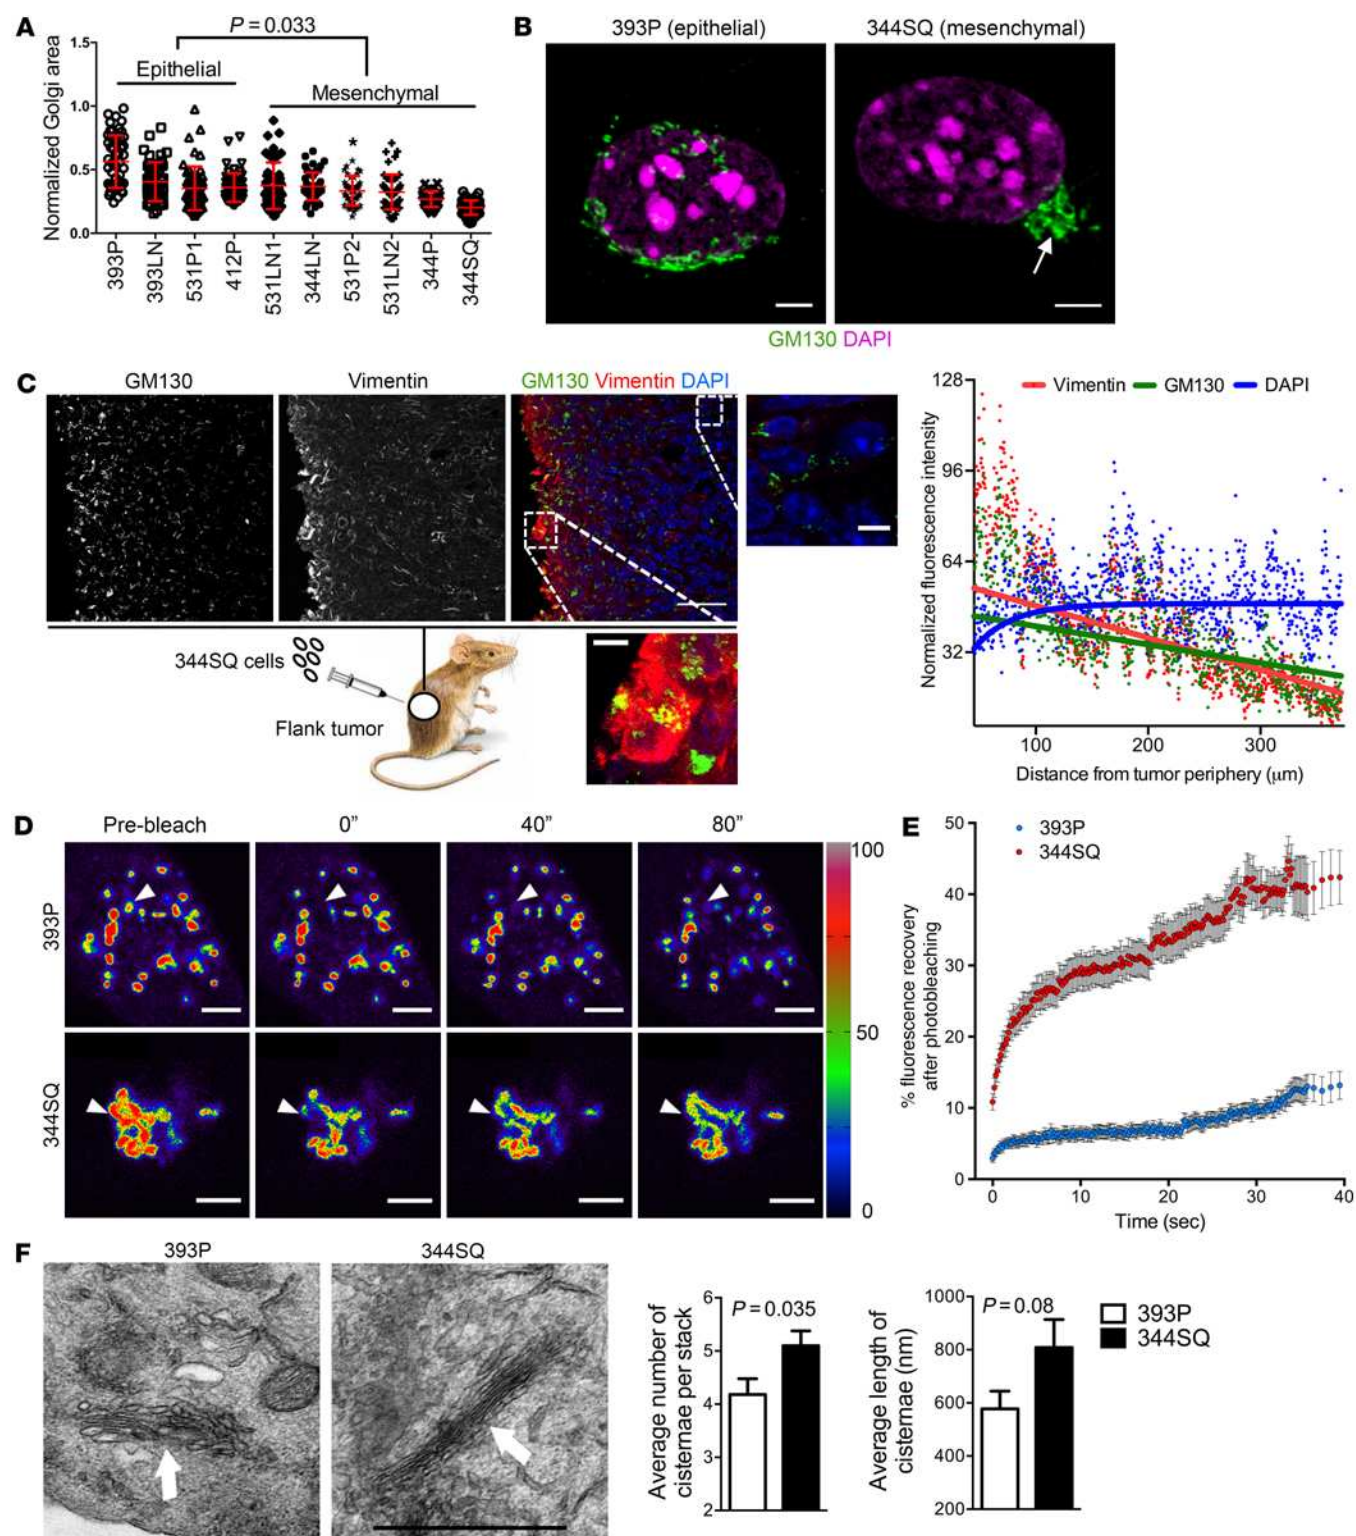 A
P = 0.033
Epithelial
Mesenchymal
Normalized Golgi area
1.5
1.0
0.5
0.0
393P
393LN
531P1
412P
531LN1
344LN
531P2
531LN2
344P
344SQ
B
393P (epithelial)
344SQ (mesenchymal)
GM130 DAPI
C
GM130
Vimentin
GM130 Vimentin DAPI
344SQ cells
Flank tumor
Vimentin
GM130
DAPI
Normalized fluorescence intensity
128
96
64
32
100
200
300
Distance from tumor periphery (μm)
D
Pre-bleach
0"
40"
80"
393P
344SQ
100
50
0
E
393P
344SQ
% fluorescence recovery
after photobleaching
50
40
30
20
10
0
0
10
20
30
40
Time (sec)
F
393P
344SQ
Average number of
cisternae per stack
6
5
4
3
2
P = 0.035
Average length of
cisternae (nm)
1000
800
600
400
200
P = 0.08
393P
344SQ